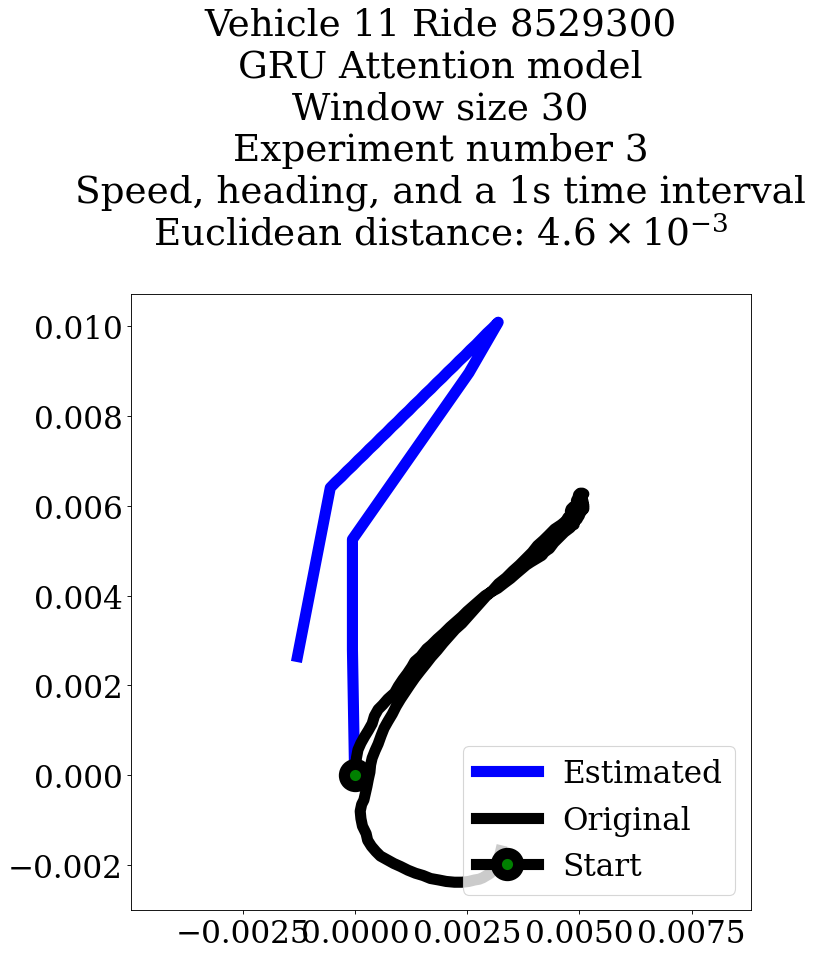 Vehicle 11 Ride 8529300
GRU Attention model
Window size 30
Experiment number 3
Speed, heading, and a 1s time interval
Euclidean distance: 4.6 × 10⁻³
0.010
0.008
0.006
0.004
0.002
0.000
−0.002
Estimated
Original
Start
−0.0025 0.0000 0.0025 0.0050 0.0075